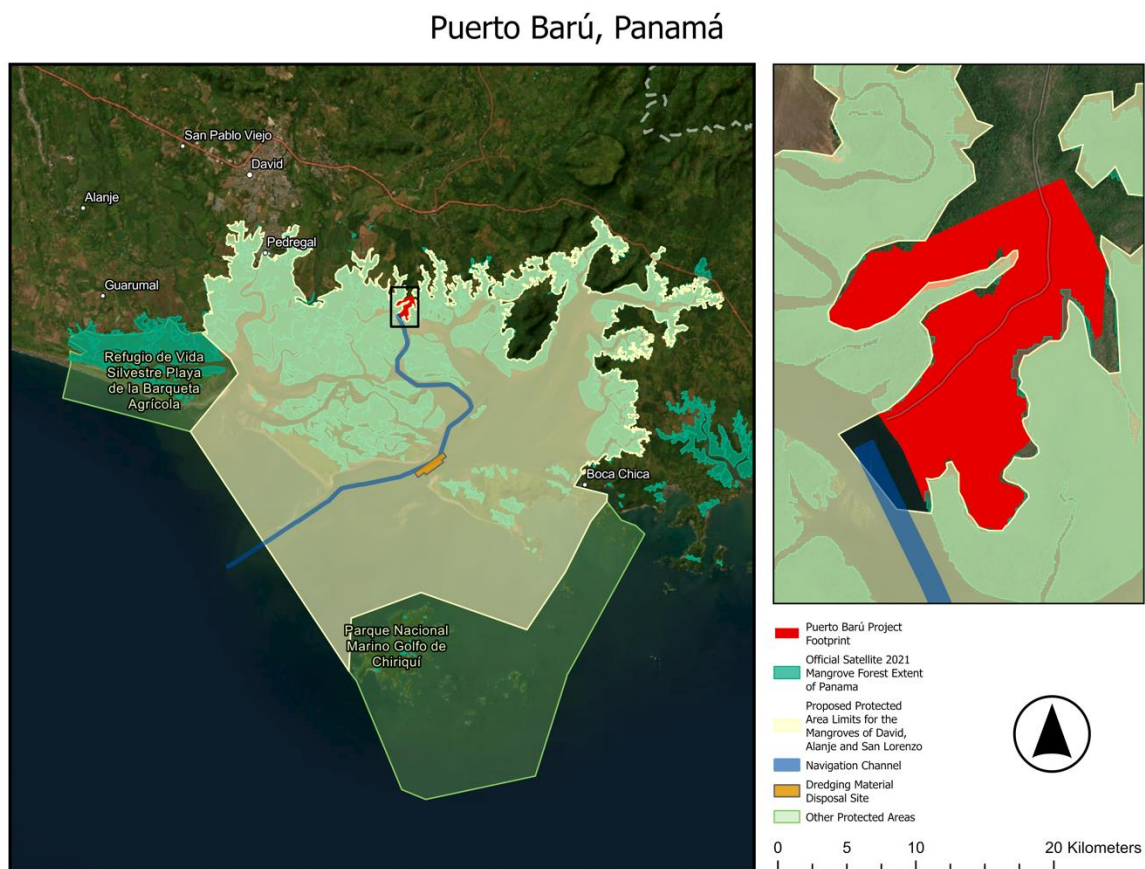 Puerto Barú, Panamá
San Pablo Viejo
David
Alanje
Pedregal
Guarumal
Refugio de Vida
Silvestre Playa
de la Barqueta
Agrícola
Boca Chica
Parque Nacional
Marino Golfo de
Chiriquí
Puerto Barú Project
Footprint
Official Satellite 2021
Mangrove Forest Extent
of Panama
Proposed Protected
Area Limits for the
Mangroves of David,
Alanje and San Lorenzo
Navigation Channel
Dredging Material
Disposal Site
Other Protected Areas
0 5 10 20 Kilometers